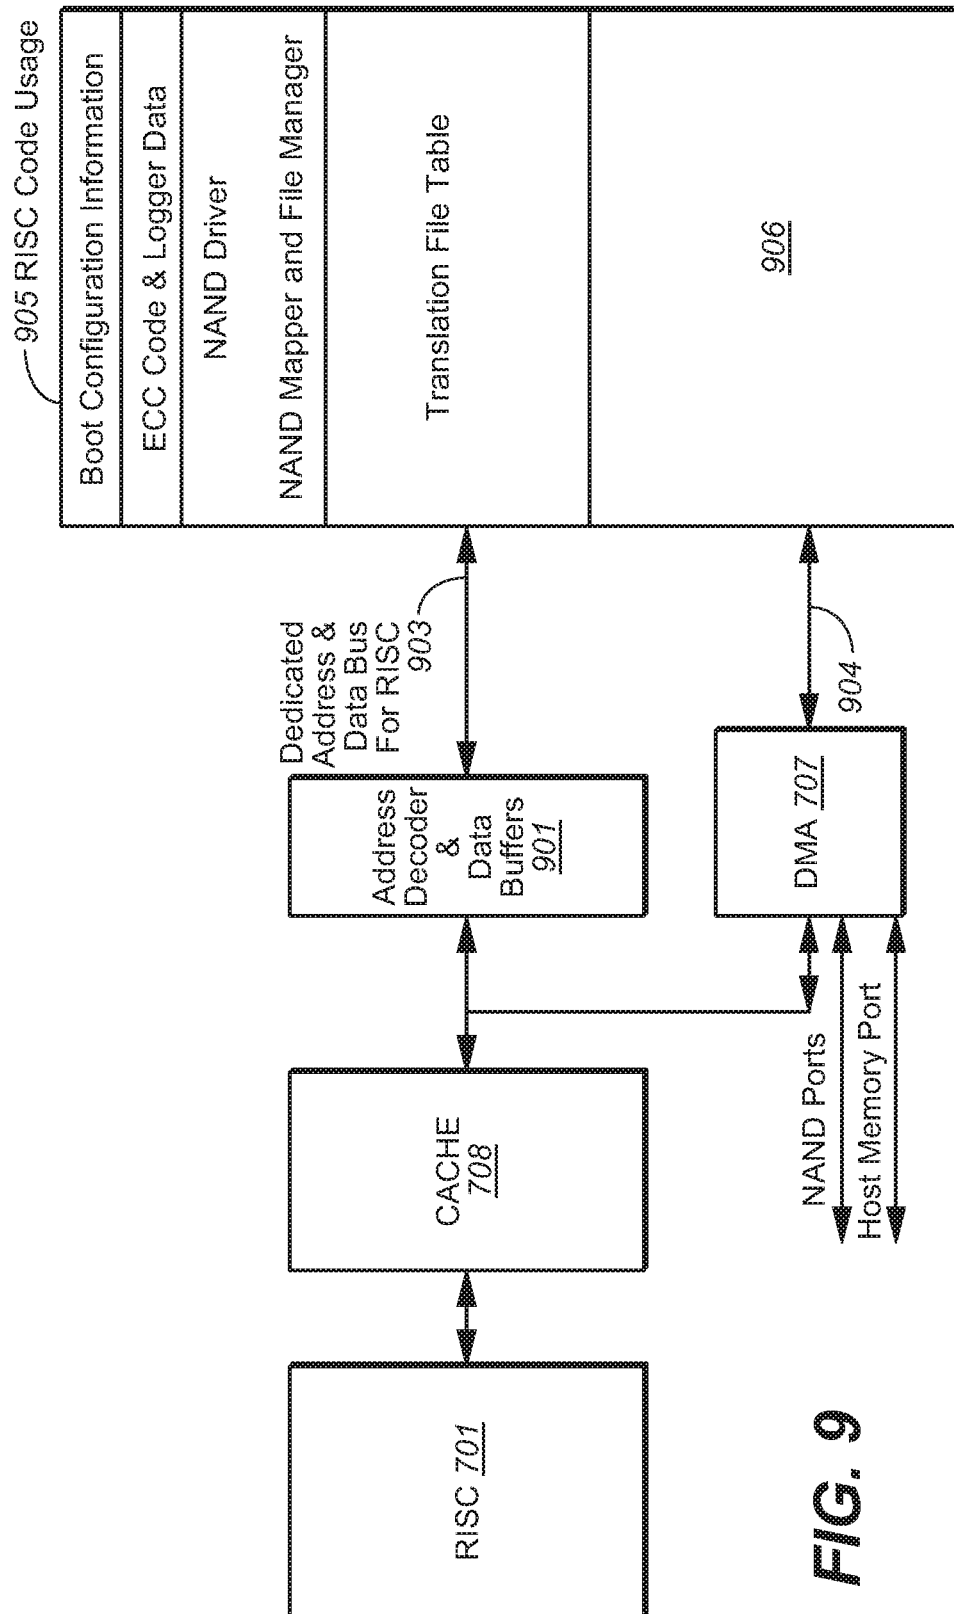 905 RISC Code Usage
Boot Configuration Information
ECC Code & Logger Data
NAND Driver
NAND Mapper and File Manager
Translation File Table
906
Dedicated
Address &
Data Bus
For RISC
903
904
Address
Decoder
&
Data
Buffers
901
DMA 707
CACHE
708
NAND Ports
Host Memory Port
RISC 701
FIG. 9